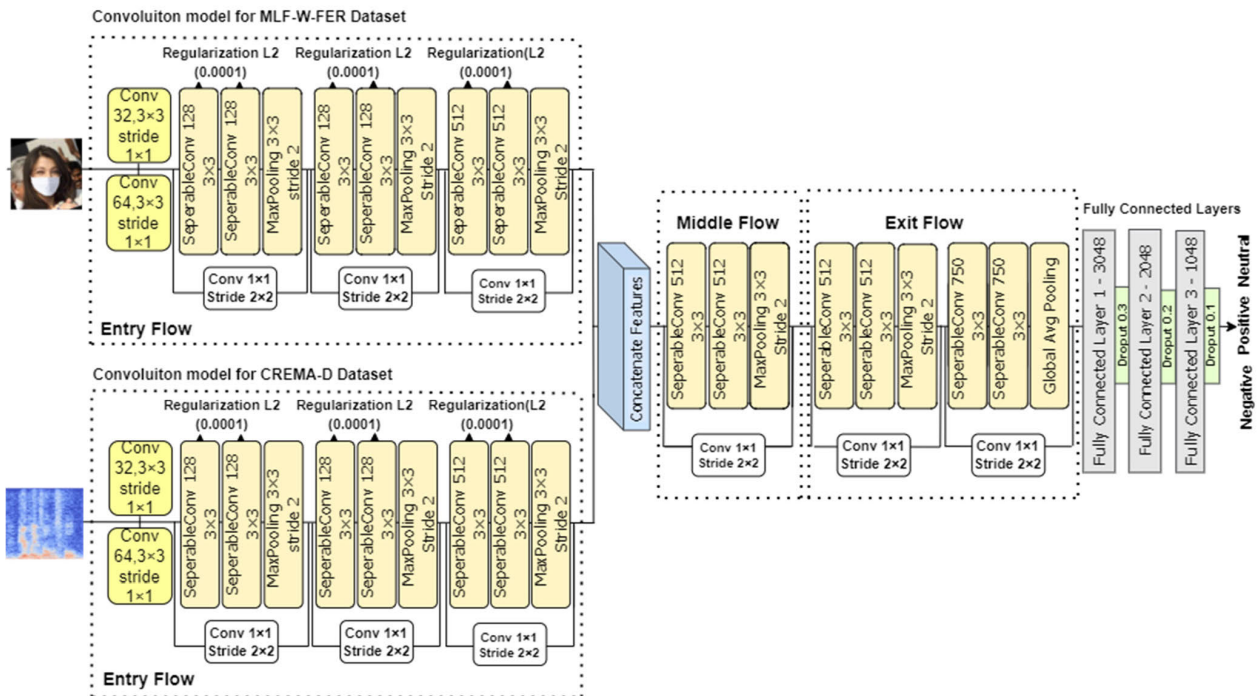 Convoluiton model for MLF-W-FER Dataset
Regularization L2
(0.0001)
Regularization L2
(0.0001)
Regularization(L2
(0.0001)
Conv
32,3×3
stride
1×1
Conv
64,3×3
stride
1×1
SeperableConv 128
3×3
SeperableConv 128
3×3
MaxPooling 3×3
stride 2
SeperableConv 128
3×3
SeperableConv 128
3×3
MaxPooling 3×3
Stride 2
SeperableConv 512
3×3
SeperableConv 512
3×3
MaxPooling 3×3
Stride 2
Conv 1×1
Stride 2×2
Conv 1×1
Stride 2×2
Conv 1×1
Stride 2×2
Entry Flow
Convoluiton model for CREMA-D Dataset
Regularization L2
(0.0001)
Regularization L2
(0.0001)
Regularization(L2
(0.0001)
Conv
32,3×3
stride
1×1
Conv
64,3×3
stride
1×1
SeperableConv 128
3×3
SeperableConv 128
3×3
MaxPooling 3×3
stride 2
SeperableConv 128
3×3
SeperableConv 128
3×3
MaxPooling 3×3
Stride 2
SeperableConv 512
3×3
SeperableConv 512
3×3
MaxPooling 3×3
Stride 2
Conv 1×1
Stride 2×2
Conv 1×1
Stride 2×2
Conv 1×1
Stride 2×2
Entry Flow
Concatenate Features
Middle Flow
SeperableConv 512
3×3
SeperableConv 512
3×3
MaxPooling 3×3
Stride 2
Conv 1×1
Stride 2×2
Exit Flow
SeperableConv 512
3×3
SeperableConv 512
3×3
MaxPooling 3×3
Stride 2
SeperableConv 750
3×3
SeperableConv 750
3×3
Global Avg Pooling
Conv 1×1
Stride 2×2
Conv 1×1
Stride 2×2
Fully Connected Layers
Fully Connected Layer 1 - 3048
Droput 0.3
Fully Connected Layer 2 - 2048
Droput 0.2
Fully Connected Layer 3 - 1048
Droput 0.1
Negative Positive Neutral